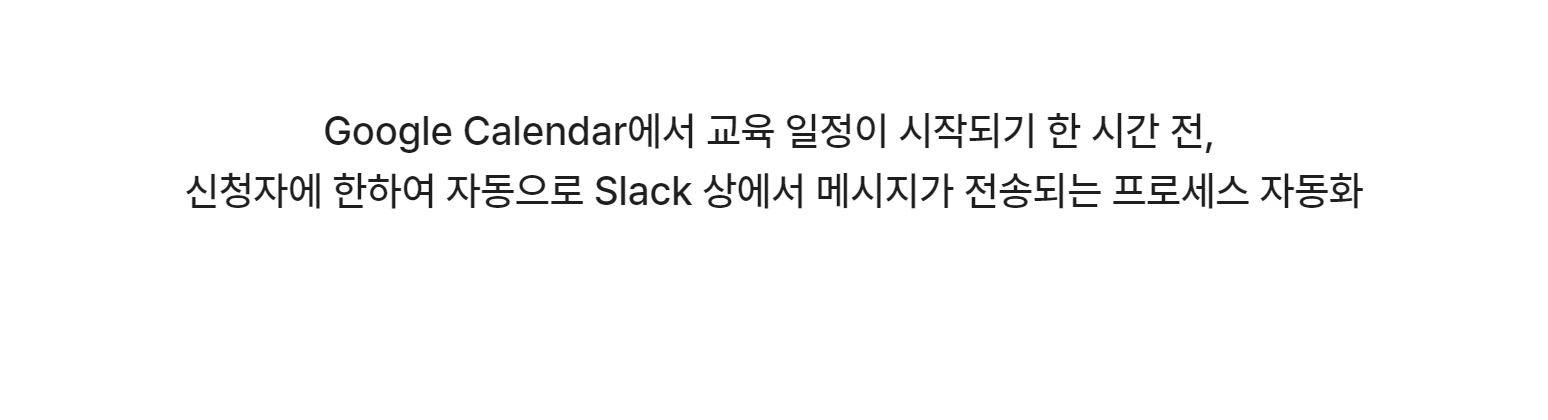 Google Calendar에서 교육 일정이 시작되기 한 시간 전,
신청자에 한하여 자동으로 Slack 상에서 메시지가 전송되는 프로세스 자동화